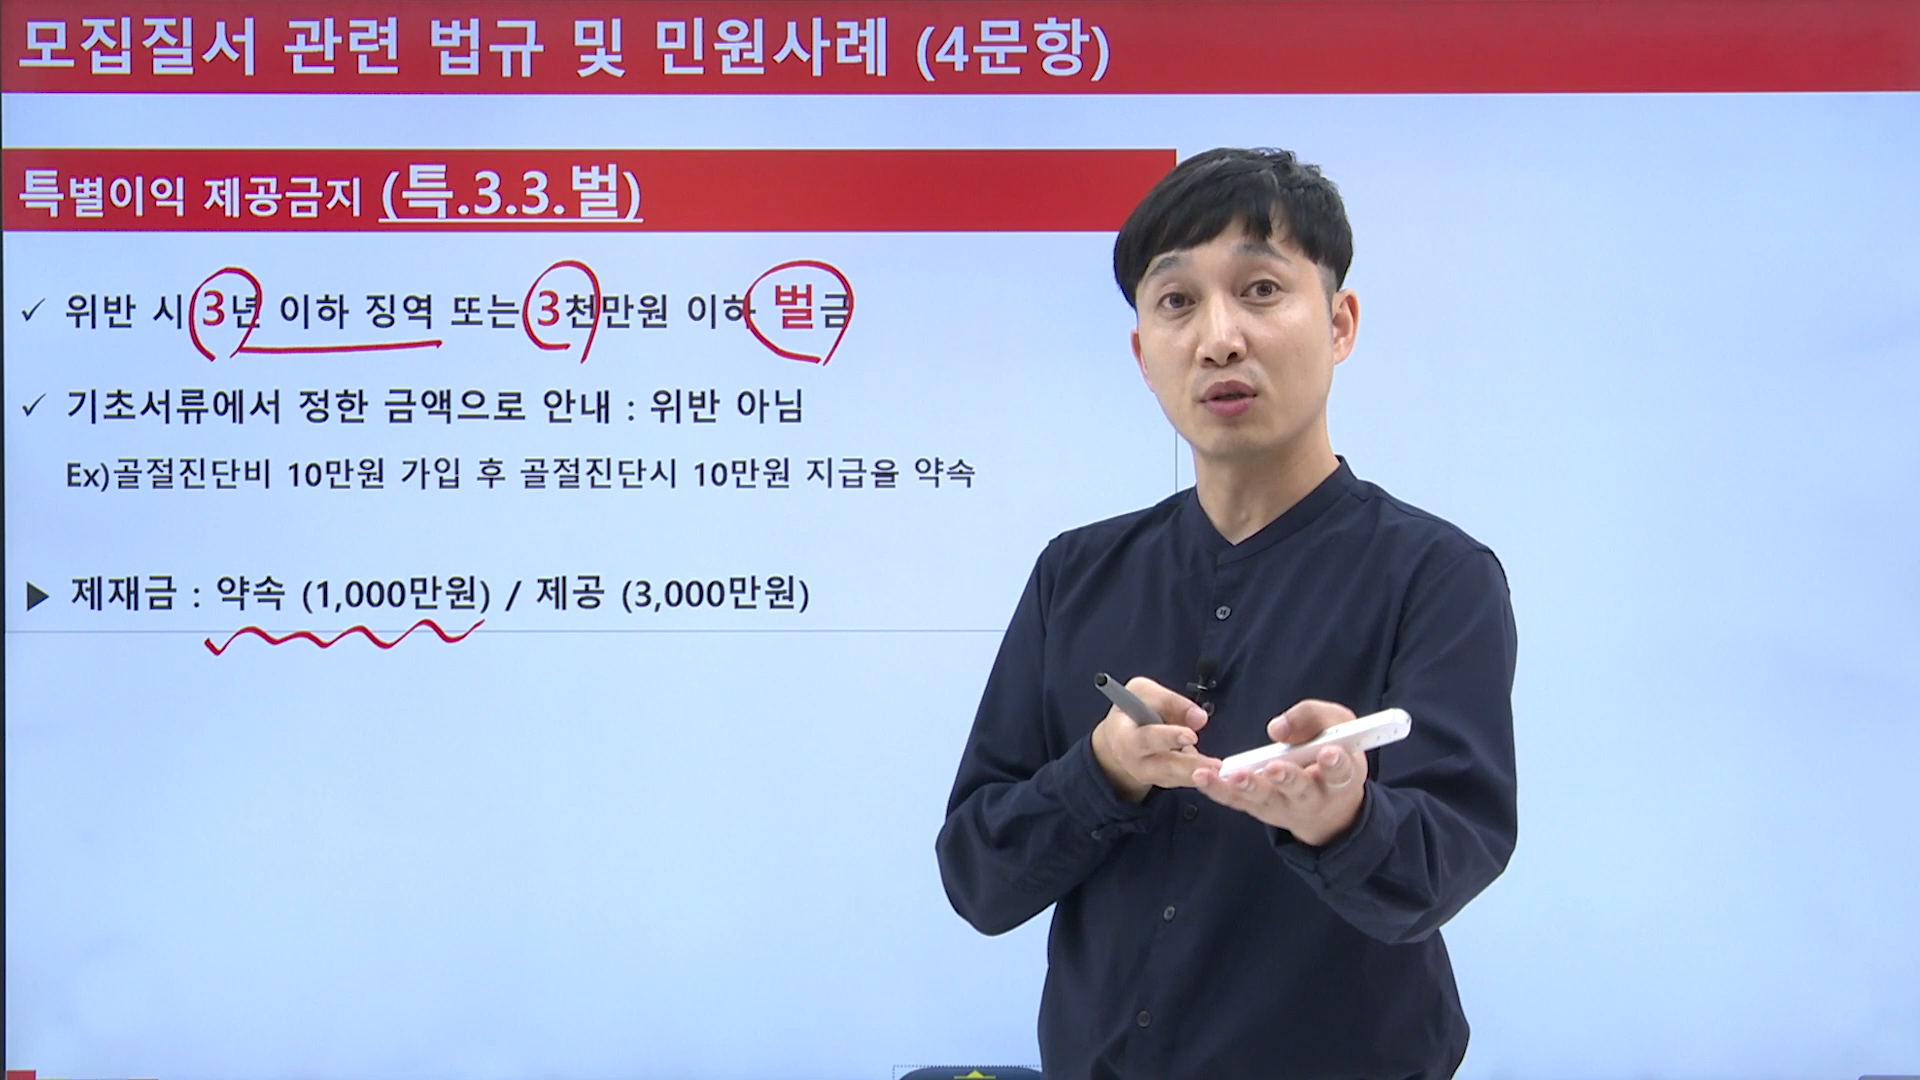 모집질서 관련 법규 및 민원사례 (4문항)
특별이익 제공금지 (특.3.3.벌)
✓ 위반 시 3년 이하 징역 또는 3천만원 이하 벌금
✓ 기초서류에서 정한 금액으로 안내 : 위반 아님
Ex)골절진단비 10만원 가입 후 골절진단시 10만원 지급을 약속
▶ 제재금 : 약속 (1,000만원) / 제공 (3,000만원)